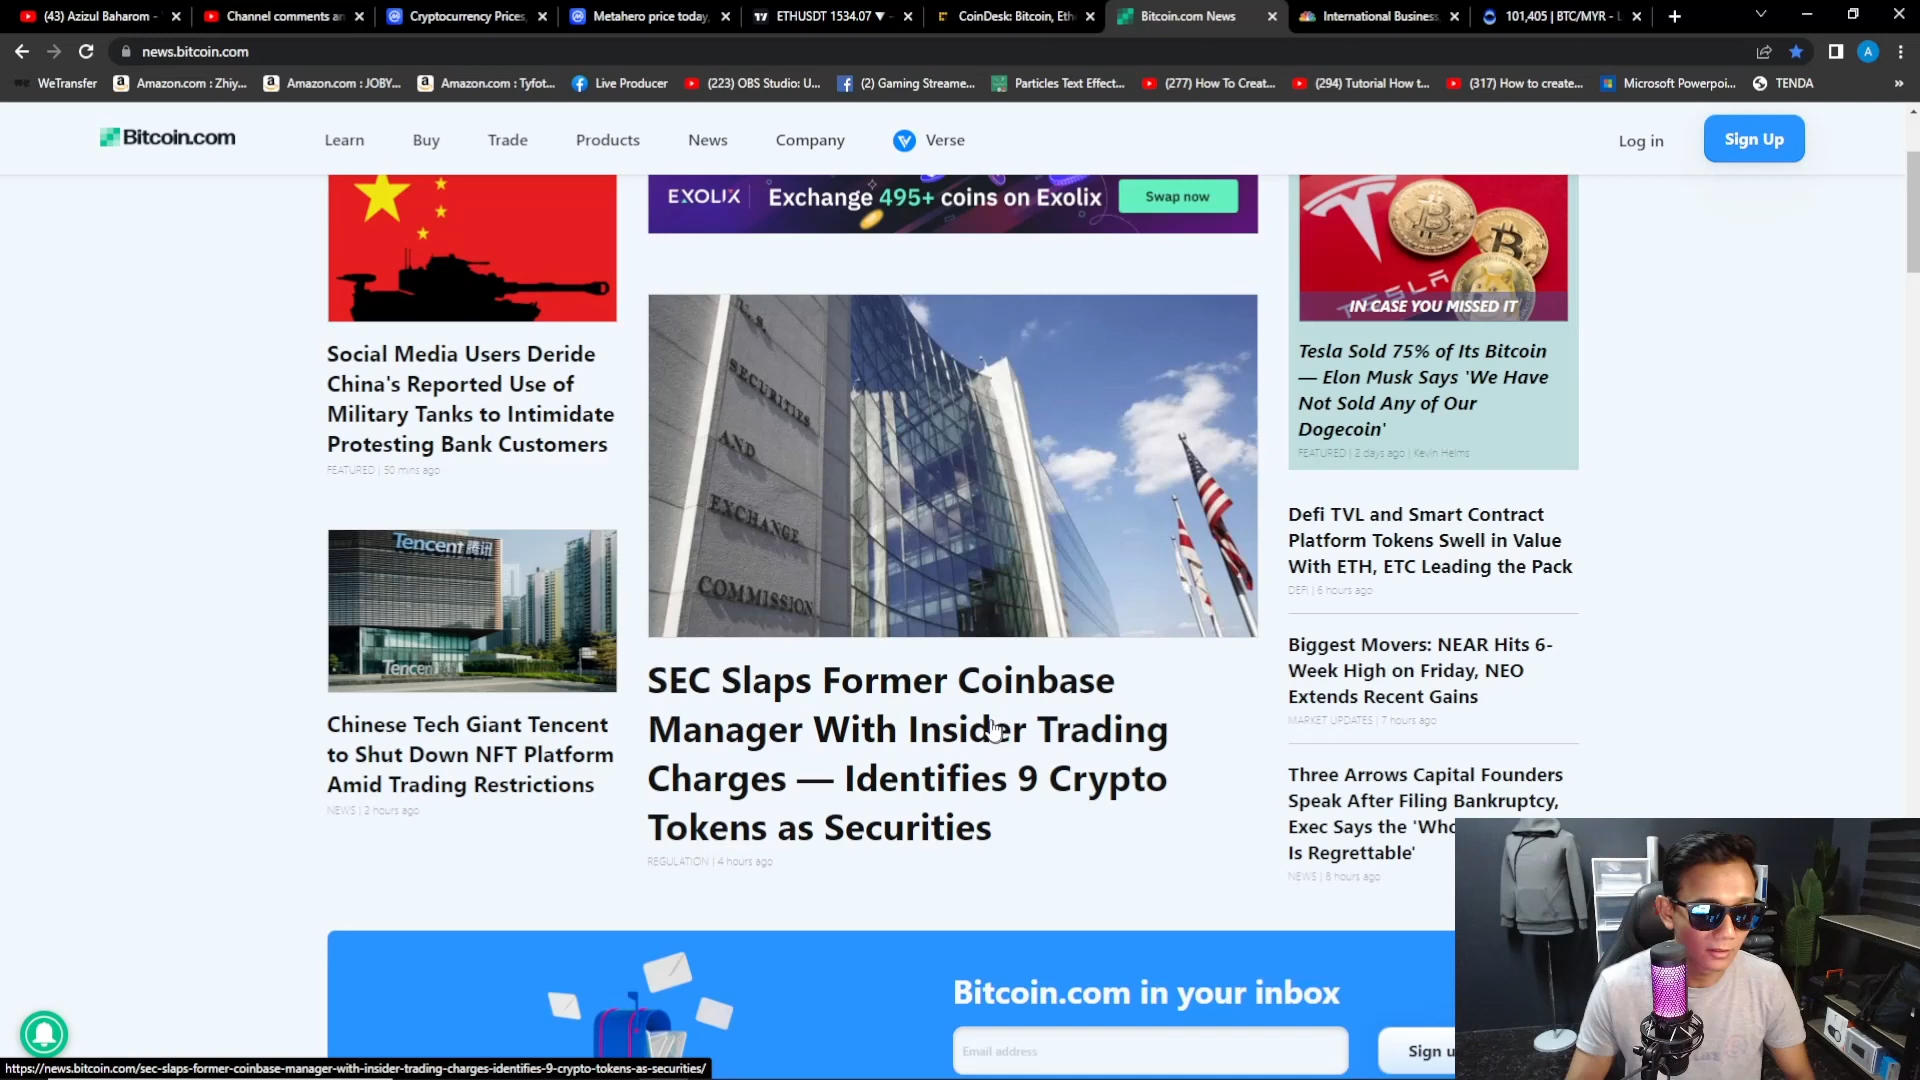 (43) Azizul Baharom -
Channel comments an
Cryptocurrency Prices,
Metahero price today,
ETHUSDT 1534.07 ▼ -
CoinDesk: Bitcoin, Eth
Bitcoin.com News
International Business,
101,405 | BTC/MYR - L
news.bitcoin.com
A
WeTransfer
Amazon.com : Zhiy...
Amazon.com: JOBY...
Amazon.com : Tyfot...
Live Producer
(223) OBS Studio: U...
(2) Gaming Streame...
Particles Text Effect...
(277) How To Creat...
(294) Tutorial How t...
(317) How to create...
Microsoft Powerpoi...
TENDA
»
Bitcoin.com
Learn
Buy
Trade
Products
News
Company
Verse
Log in
Sign Up
EXOLIX
Exchange 495+ coins on Exolix
Swap now
Social Media Users Deride
China's Reported Use of
Military Tanks to Intimidate
Protesting Bank Customers
FEATURED | 50 mins ago
Tencent 腾讯
Tencent
Chinese Tech Giant Tencent
to Shut Down NFT Platform
Amid Trading Restrictions
NEWS | 2 hours ago
U.S.
SECURITIES
AND
EXCHANGE
COMMISSION
SEC Slaps Former Coinbase
Manager With Insider Trading
Charges — Identifies 9 Crypto
Tokens as Securities
REGULATION | 4 hours ago
TESLA
IN CASE YOU MISSED IT
Tesla Sold 75% of Its Bitcoin
— Elon Musk Says 'We Have
Not Sold Any of Our
Dogecoin'
FEATURED | 2 days ago | Kevin Helms
Defi TVL and Smart Contract
Platform Tokens Swell in Value
With ETH, ETC Leading the Pack
DEFI | 6 hours ago
Biggest Movers: NEAR Hits 6-
Week High on Friday, NEO
Extends Recent Gains
MARKET UPDATES | 7 hours ago
Three Arrows Capital Founders
Speak After Filing Bankruptcy,
Exec Says the 'Who
Is Regrettable'
NEWS | 8 hours ago
Bitcoin.com in your inbox
Email address
Sign u
https://news.bitcoin.com/sec-slaps-former-coinbase-manager-with-insider-trading-charges-identifies-9-crypto-tokens-as-securities/